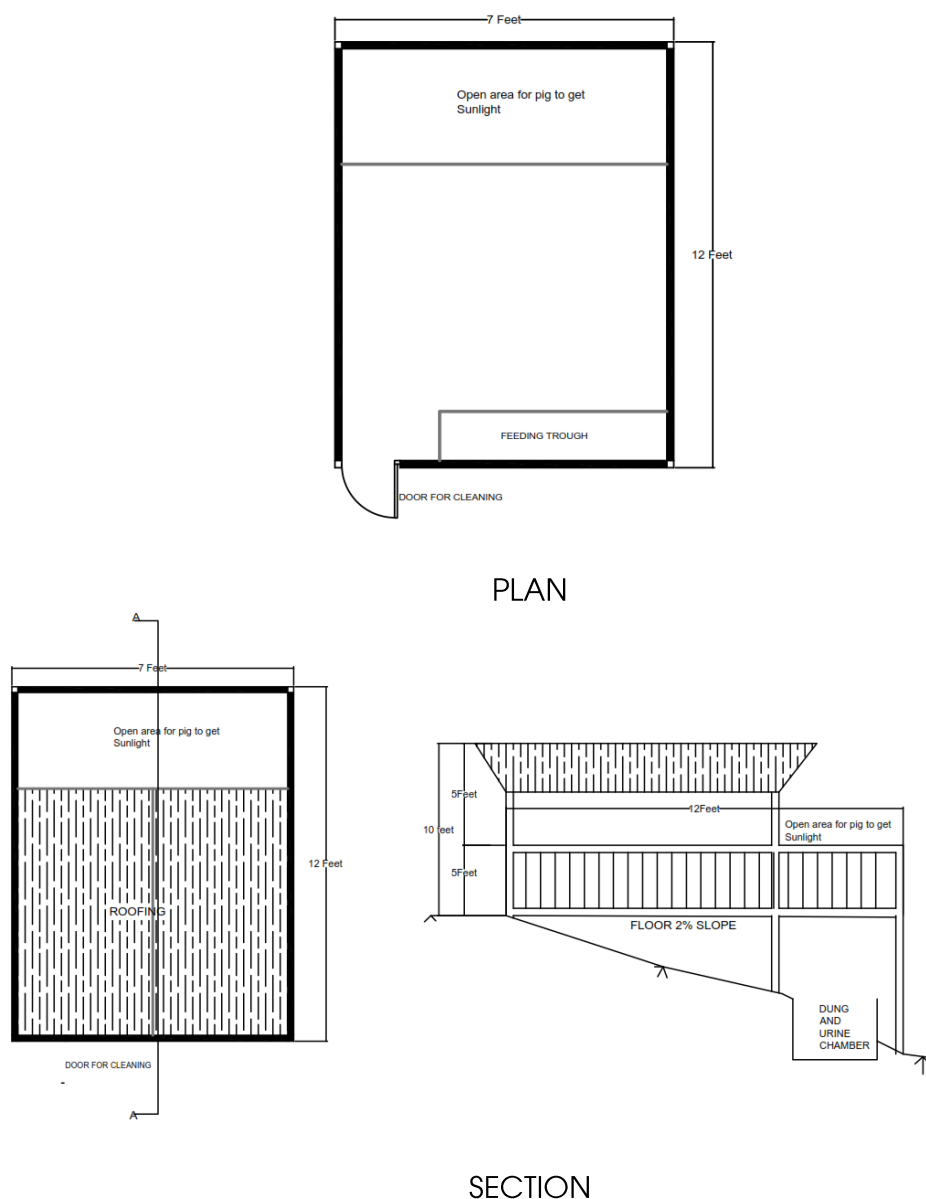 7 Feet
Open area for pig to get
Sunlight
12 Feet
FEEDING TROUGH
DOOR FOR CLEANING
PLAN
A
7 Feet
Open area for pig to get
Sunlight
12 Feet
ROOFING
DOOR FOR CLEANING
A
5Feet
12Feet
10 feet
Open area for pig to get
Sunlight
5Feet
FLOOR 2% SLOPE
DUNG
AND
URINE
CHAMBER
SECTION